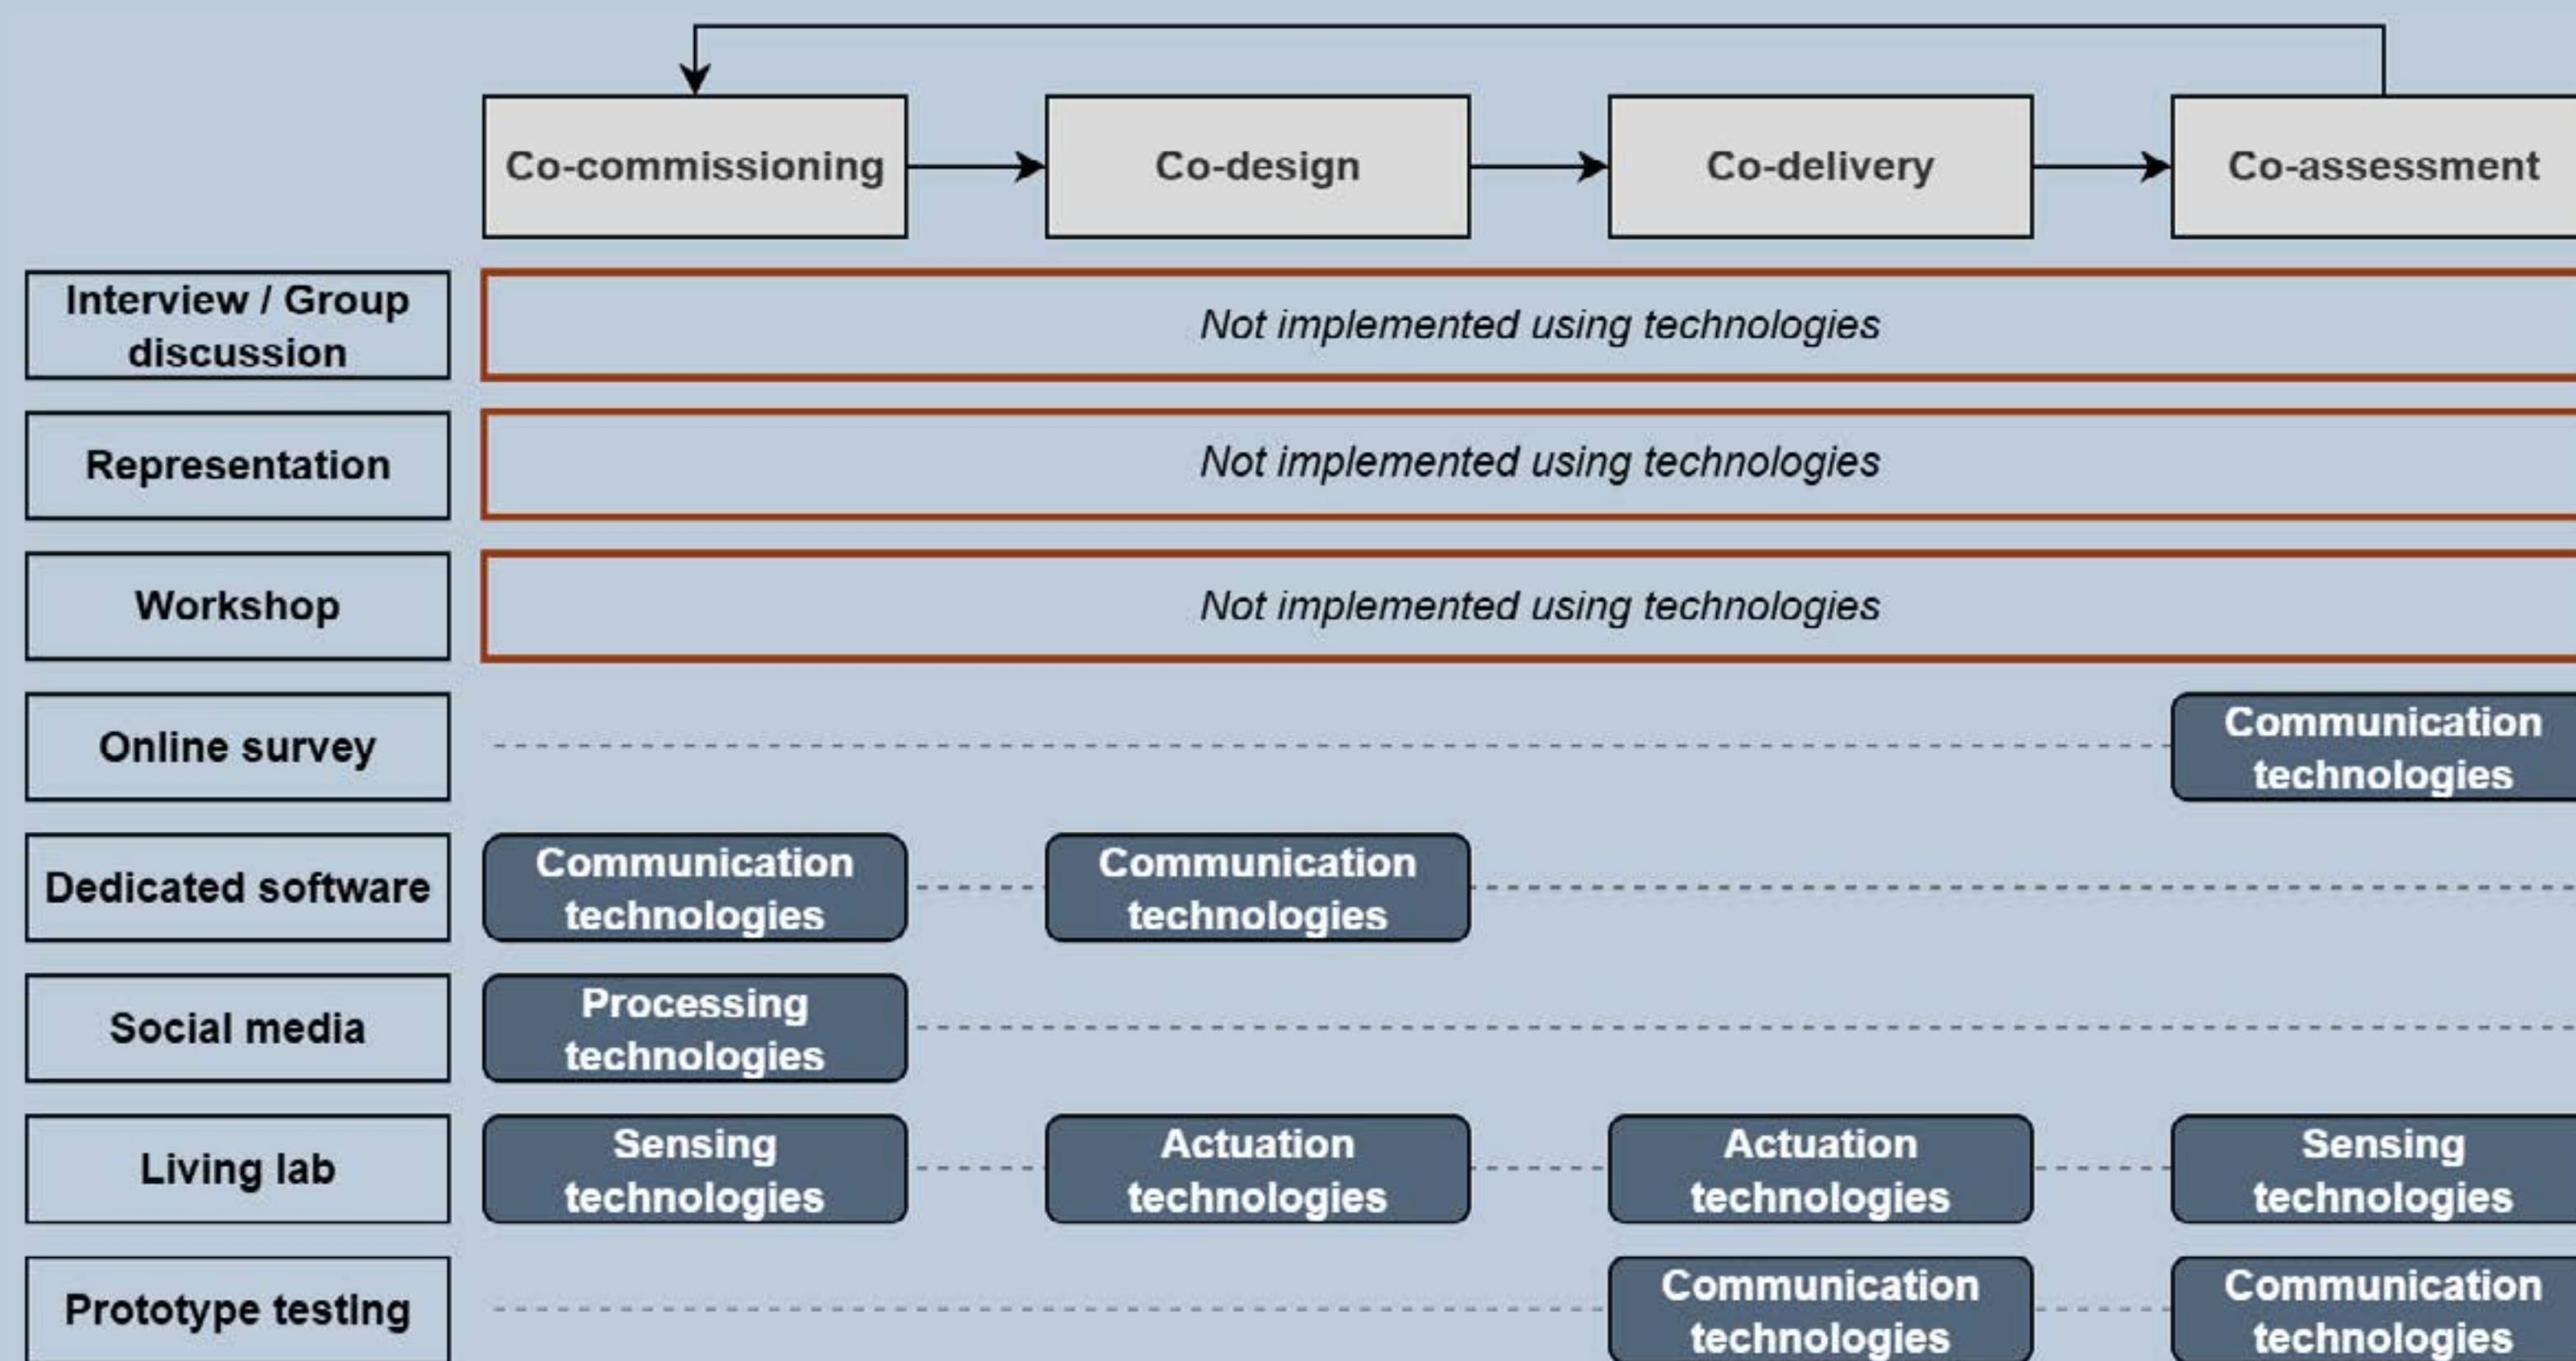 Co-commissioning
Co-design
Co-delivery
Co-assessment
Interview / Group
discussion
Not implemented using technologies
Representation
Not implemented using technologies
Workshop
Not implemented using technologies
Online survey
Communication
technologies
Dedicated software
Communication
technologies
Communication
technologies
Social media
Processing
technologies
Living lab
Sensing
technologies
Actuation
technologies
Actuation
technologies
Sensing
technologies
Prototype testing
Communication
technologies
Communication
technologies